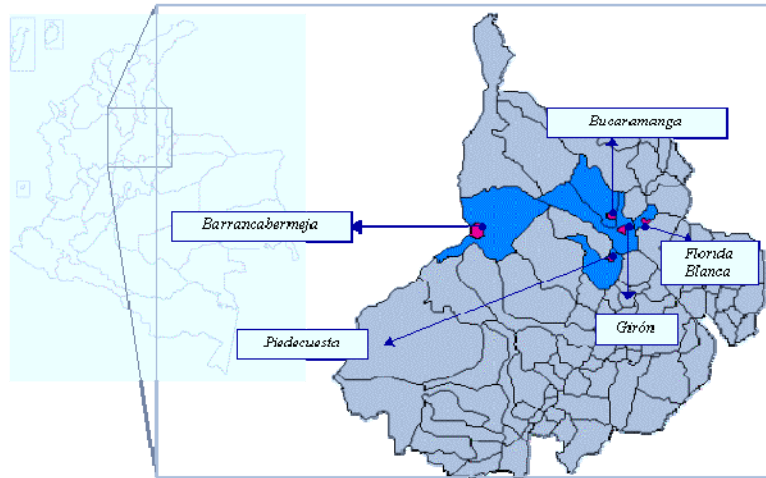 Bucaramanga
Barrancabermeja
Florida
Blanca
Girón
Piedecuesta